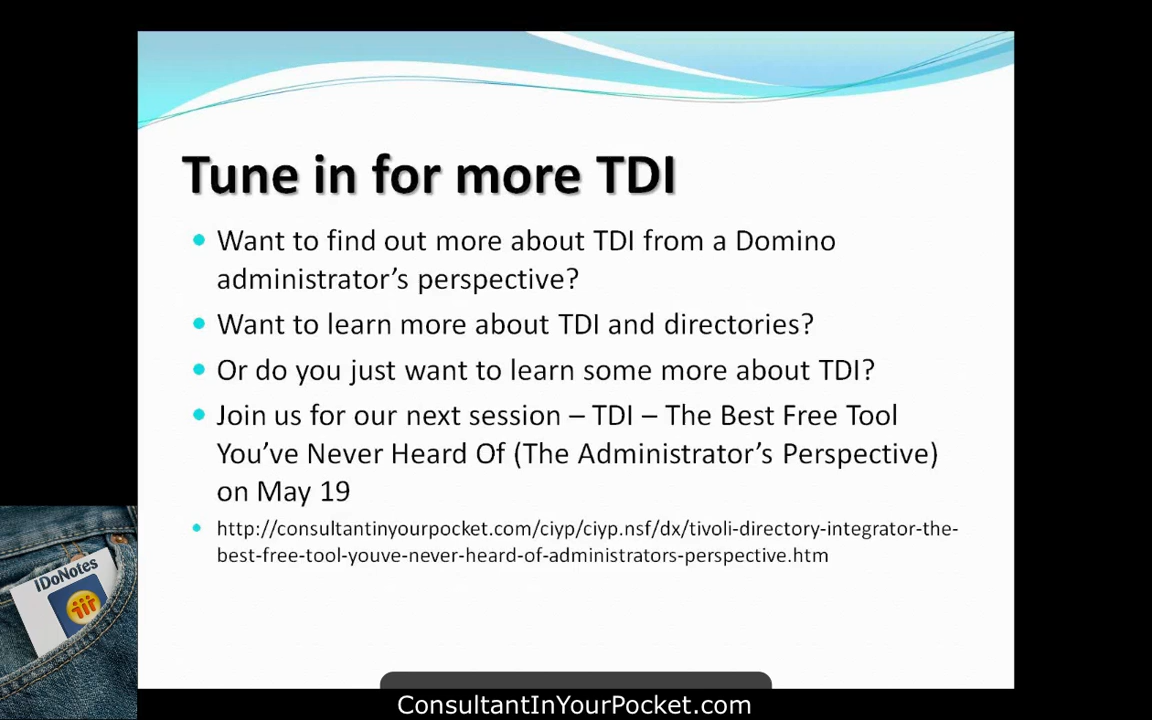 Tune in for more TDI
Want to find out more about TDI from a Domino
administrator's perspective?
Want to learn more about TDI and directories?
Or do you just want to learn some more about TDI?
Join us for our next session – TDI – The Best Free Tool
You've Never Heard Of (The Administrator's Perspective)
on May 19
http://consultantinyourpocket.com/ciyp/ciyp.nsf/dx/tivoli-directory-integrator-the-
best-free-tool-youve-never-heard-of-administrators-perspective.htm
IDoNotes
ConsultantInYourPocket.com